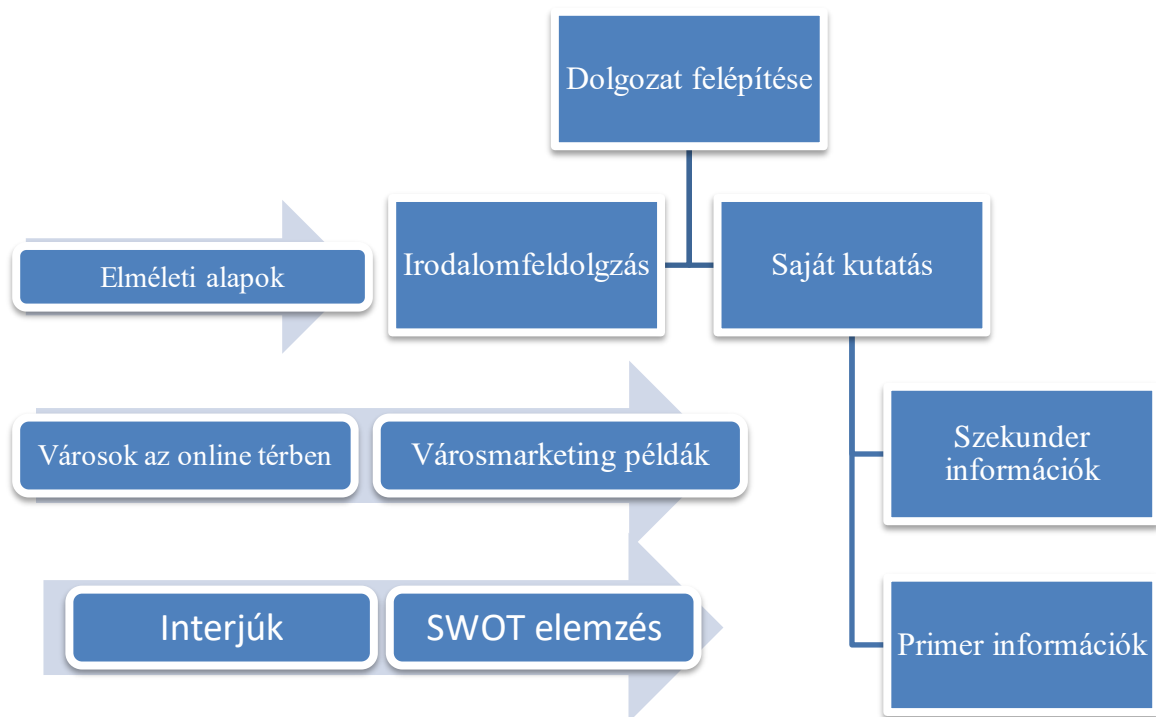 Dolgozat felépítése
Elméleti alapok
Irodalomfeldolgzás
Saját kutatás
Városok az online térben
Városmarketing példák
Szekunder
információk
Interjúk
SWOT elemzés
Primer információk